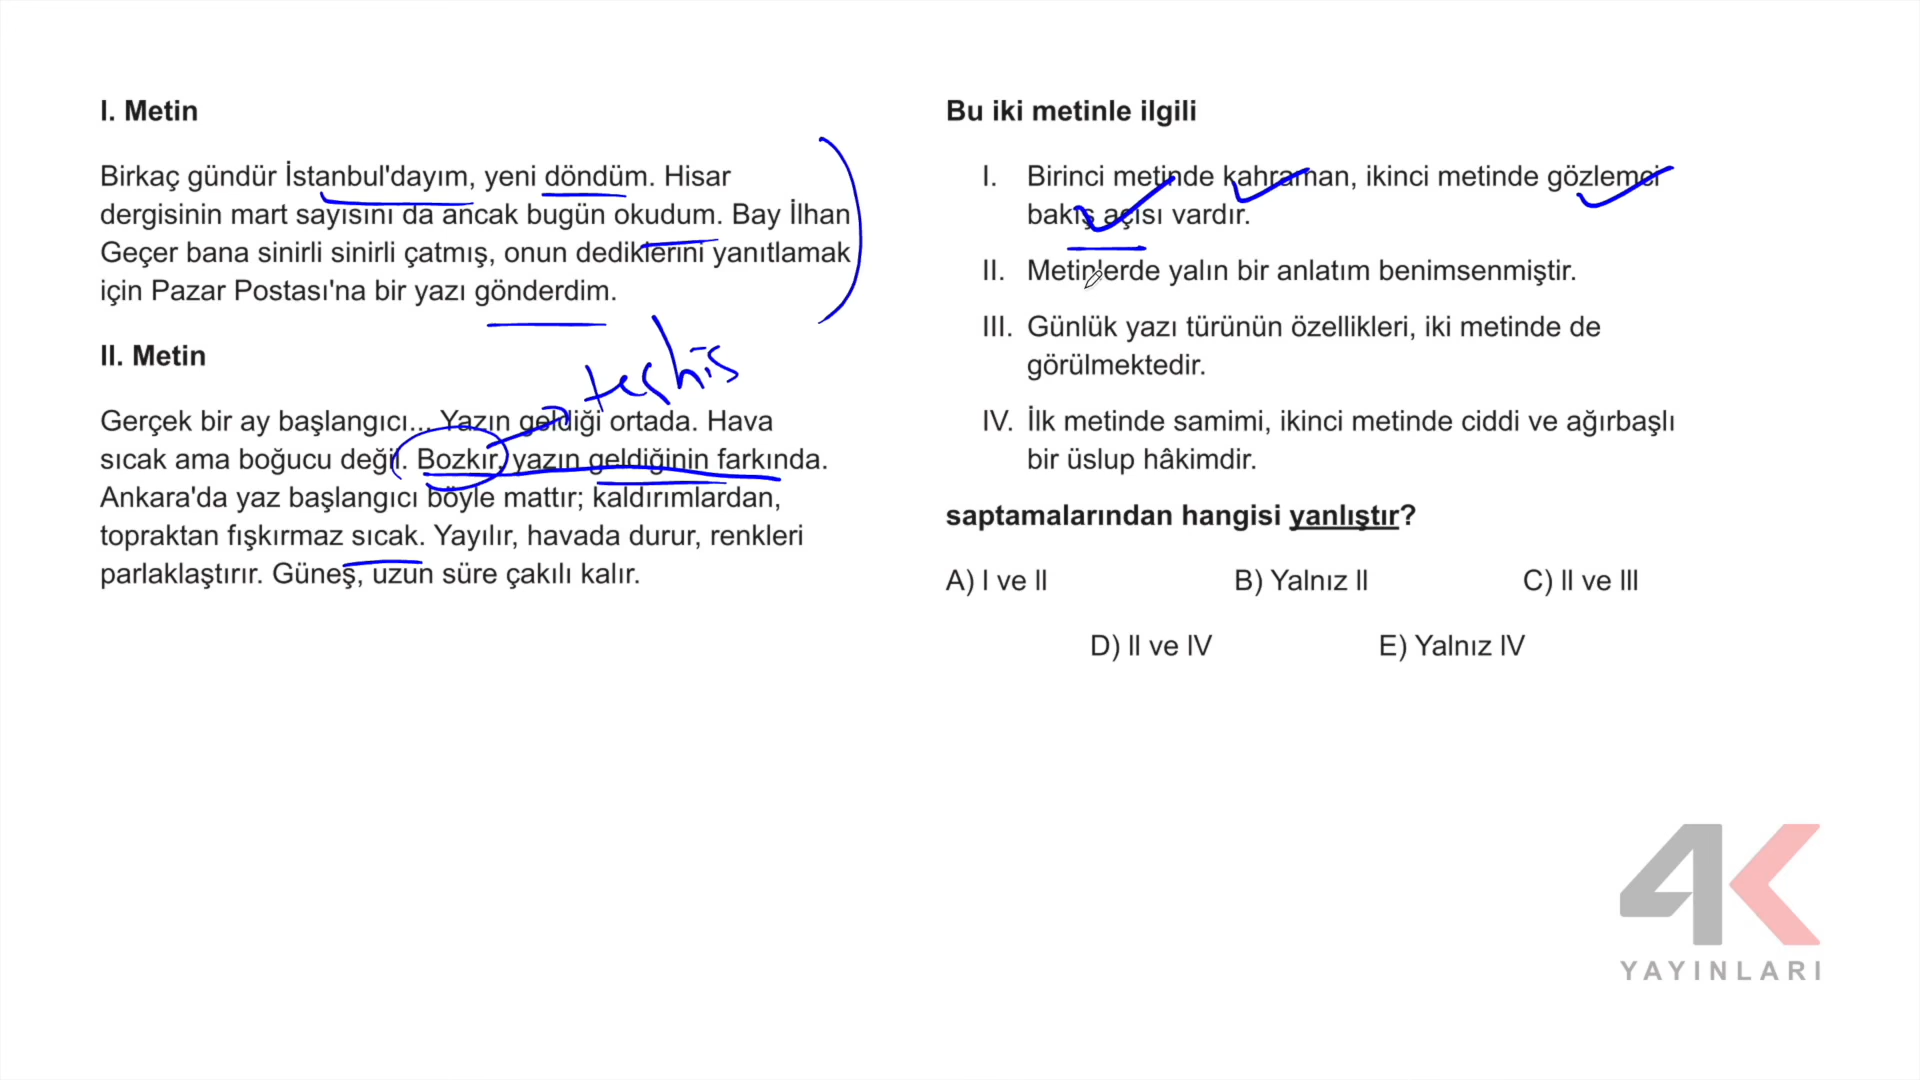 I. Metin
Birkaç gündür İstanbul'dayım, yeni döndüm. Hisar
dergisinin mart sayısını da ancak bugün okudum. Bay İlhan
Geçer bana sinirli sinirli çatmış, onun dediklerini yanıtlamak
için Pazar Postası'na bir yazı gönderdim.
II. Metin
teşhis
Gerçek bir ay başlangıcı... Yazın geldiği ortada. Hava
sıcak ama boğucu değil. Bozkır, yazın geldiğinin farkında.
Ankara'da yaz başlangıcı böyle mattır; kaldırımlardan,
topraktan fışkırmaz sıcak. Yayılır, havada durur, renkleri
parlaklaştırır. Güneş, uzun süre çakılı kalır.
Bu iki metinle ilgili
I. Birinci metinde kahraman, ikinci metinde gözlemci
bakış açısı vardır.
II. Metinlerde yalın bir anlatım benimsenmiştir.
III. Günlük yazı türünün özellikleri, iki metinde de
görülmektedir.
IV. İlk metinde samimi, ikinci metinde ciddi ve ağırbaşlı
bir üslup hâkimdir.
saptamalarından hangisi yanlıştır?
A) I ve II B) Yalnız II C) II ve III
D) II ve IV E) Yalnız IV
4K
YAYINLARI